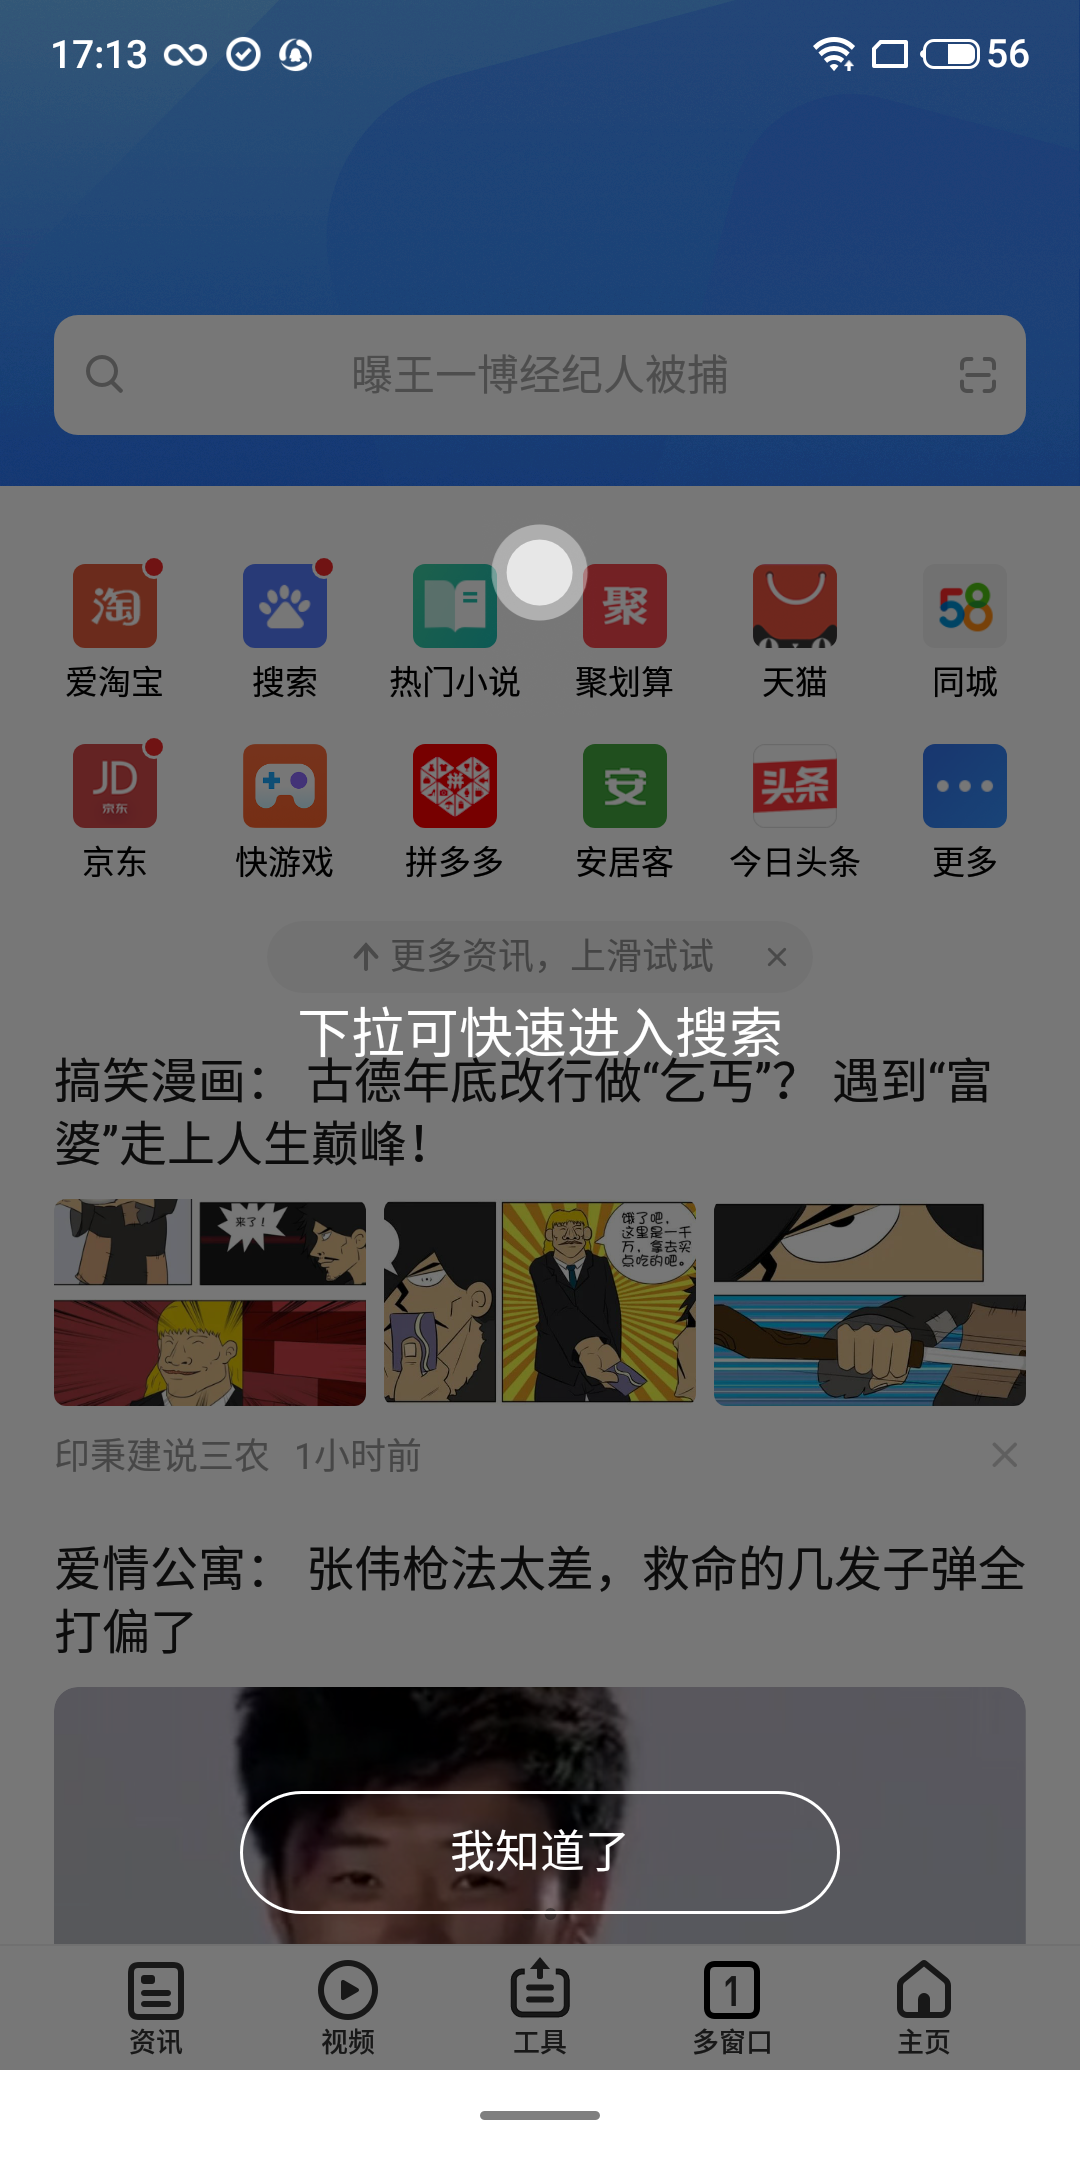 17:13
56
曝王一博经纪人被捕
淘
聚
58
爱淘宝
搜索
热门小说
聚划算
天猫
同城
JD
京东
拼
安
头条
京东
快游戏
拼多多
安居客
今日头条
更多
更多资讯，上滑试试
下拉可快速进入搜索
搞笑漫画： 古德年底改行做“乞丐”？ 遇到“富
婆”走上人生巅峰！
来了！
饿了吧，
这里是一千
万，拿去买
点吃的吧。
印秉建说三农 1小时前
爱情公寓： 张伟枪法太差，救命的几发子弹全
打偏了
我知道了
1
资讯
视频
工具
多窗口
主页